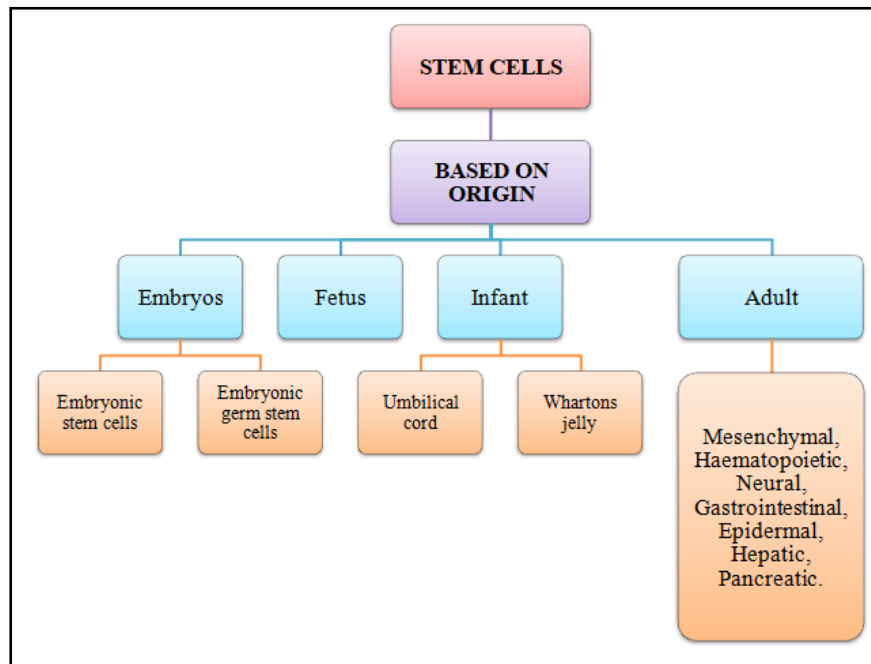 STEM CELLS
BASED ON
ORIGIN
Embryos
Fetus
Infant
Adult
Embryonic
stem cells
Embryonic
germ stem
cells
Umbilical
cord
Whartons
jelly
Mesenchymal,
Haematopoietic,
Neural,
Gastrointestinal,
Epidermal,
Hepatic,
Pancreatic.